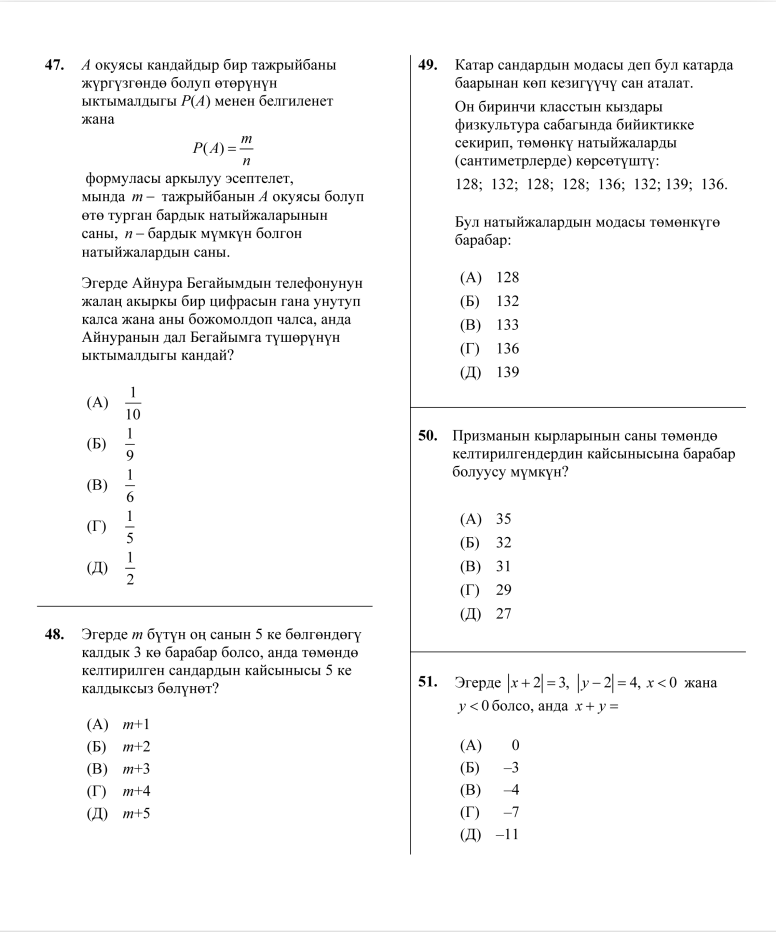 47. А окуясы кандайдыр бир тажрыйбаны
жүргүзгөндө болуп өтөрүнүн
ыктымалдыгы P(A) менен белгиленет
жана
P(A) = m/n
формуласы аркылуу эсептелет,
мында m – тажрыйбанын А окуясы болуп
өтө турган бардык натыйжаларынын
саны, n – бардык мүмкүн болгон
натыйжалардын саны.
Эгерде Айнура Бегайымдын телефонунун
жалаң акыркы бир цифрасын гана унутуп
калса жана аны божомолдоп чалса, анда
Айнуранын дал Бегайымга түшөрүнүн
ыктымалдыгы кандай?
(А) 1/10
(Б) 1/9
(В) 1/6
(Г) 1/5
(Д) 1/2
48. Эгерде m бүтүн оң санын 5 ке бөлгөндөгү
калдык 3 кө барабар болсо, анда төмөндө
келтирилген сандардын кайсынысы 5 ке
калдыксыз бөлүнөт?
(А) m+1
(Б) m+2
(В) m+3
(Г) m+4
(Д) m+5
49. Катар сандардын модасы деп бул катарда
баарынан көп кезигүүчү сан аталат.
Он биринчи класстын кыздары
физкультура сабагында бийиктикке
секирип, төмөнкү натыйжаларды
(сантиметрлерде) көрсөтүштү:
128; 132; 128; 128; 136; 132; 139; 136.
Бул натыйжалардын модасы төмөнкүгө
барабар:
(А) 128
(Б) 132
(В) 133
(Г) 136
(Д) 139
50. Призманын кырларынын саны төмөндө
келтирилгендердин кайсынысына барабар
болуусу мүмкүн?
(А) 35
(Б) 32
(В) 31
(Г) 29
(Д) 27
51. Эгерде |x + 2| = 3, |y – 2| = 4, x < 0 жана
y < 0 болсо, анда x + y =
(А) 0
(Б) –3
(В) –4
(Г) –7
(Д) –11